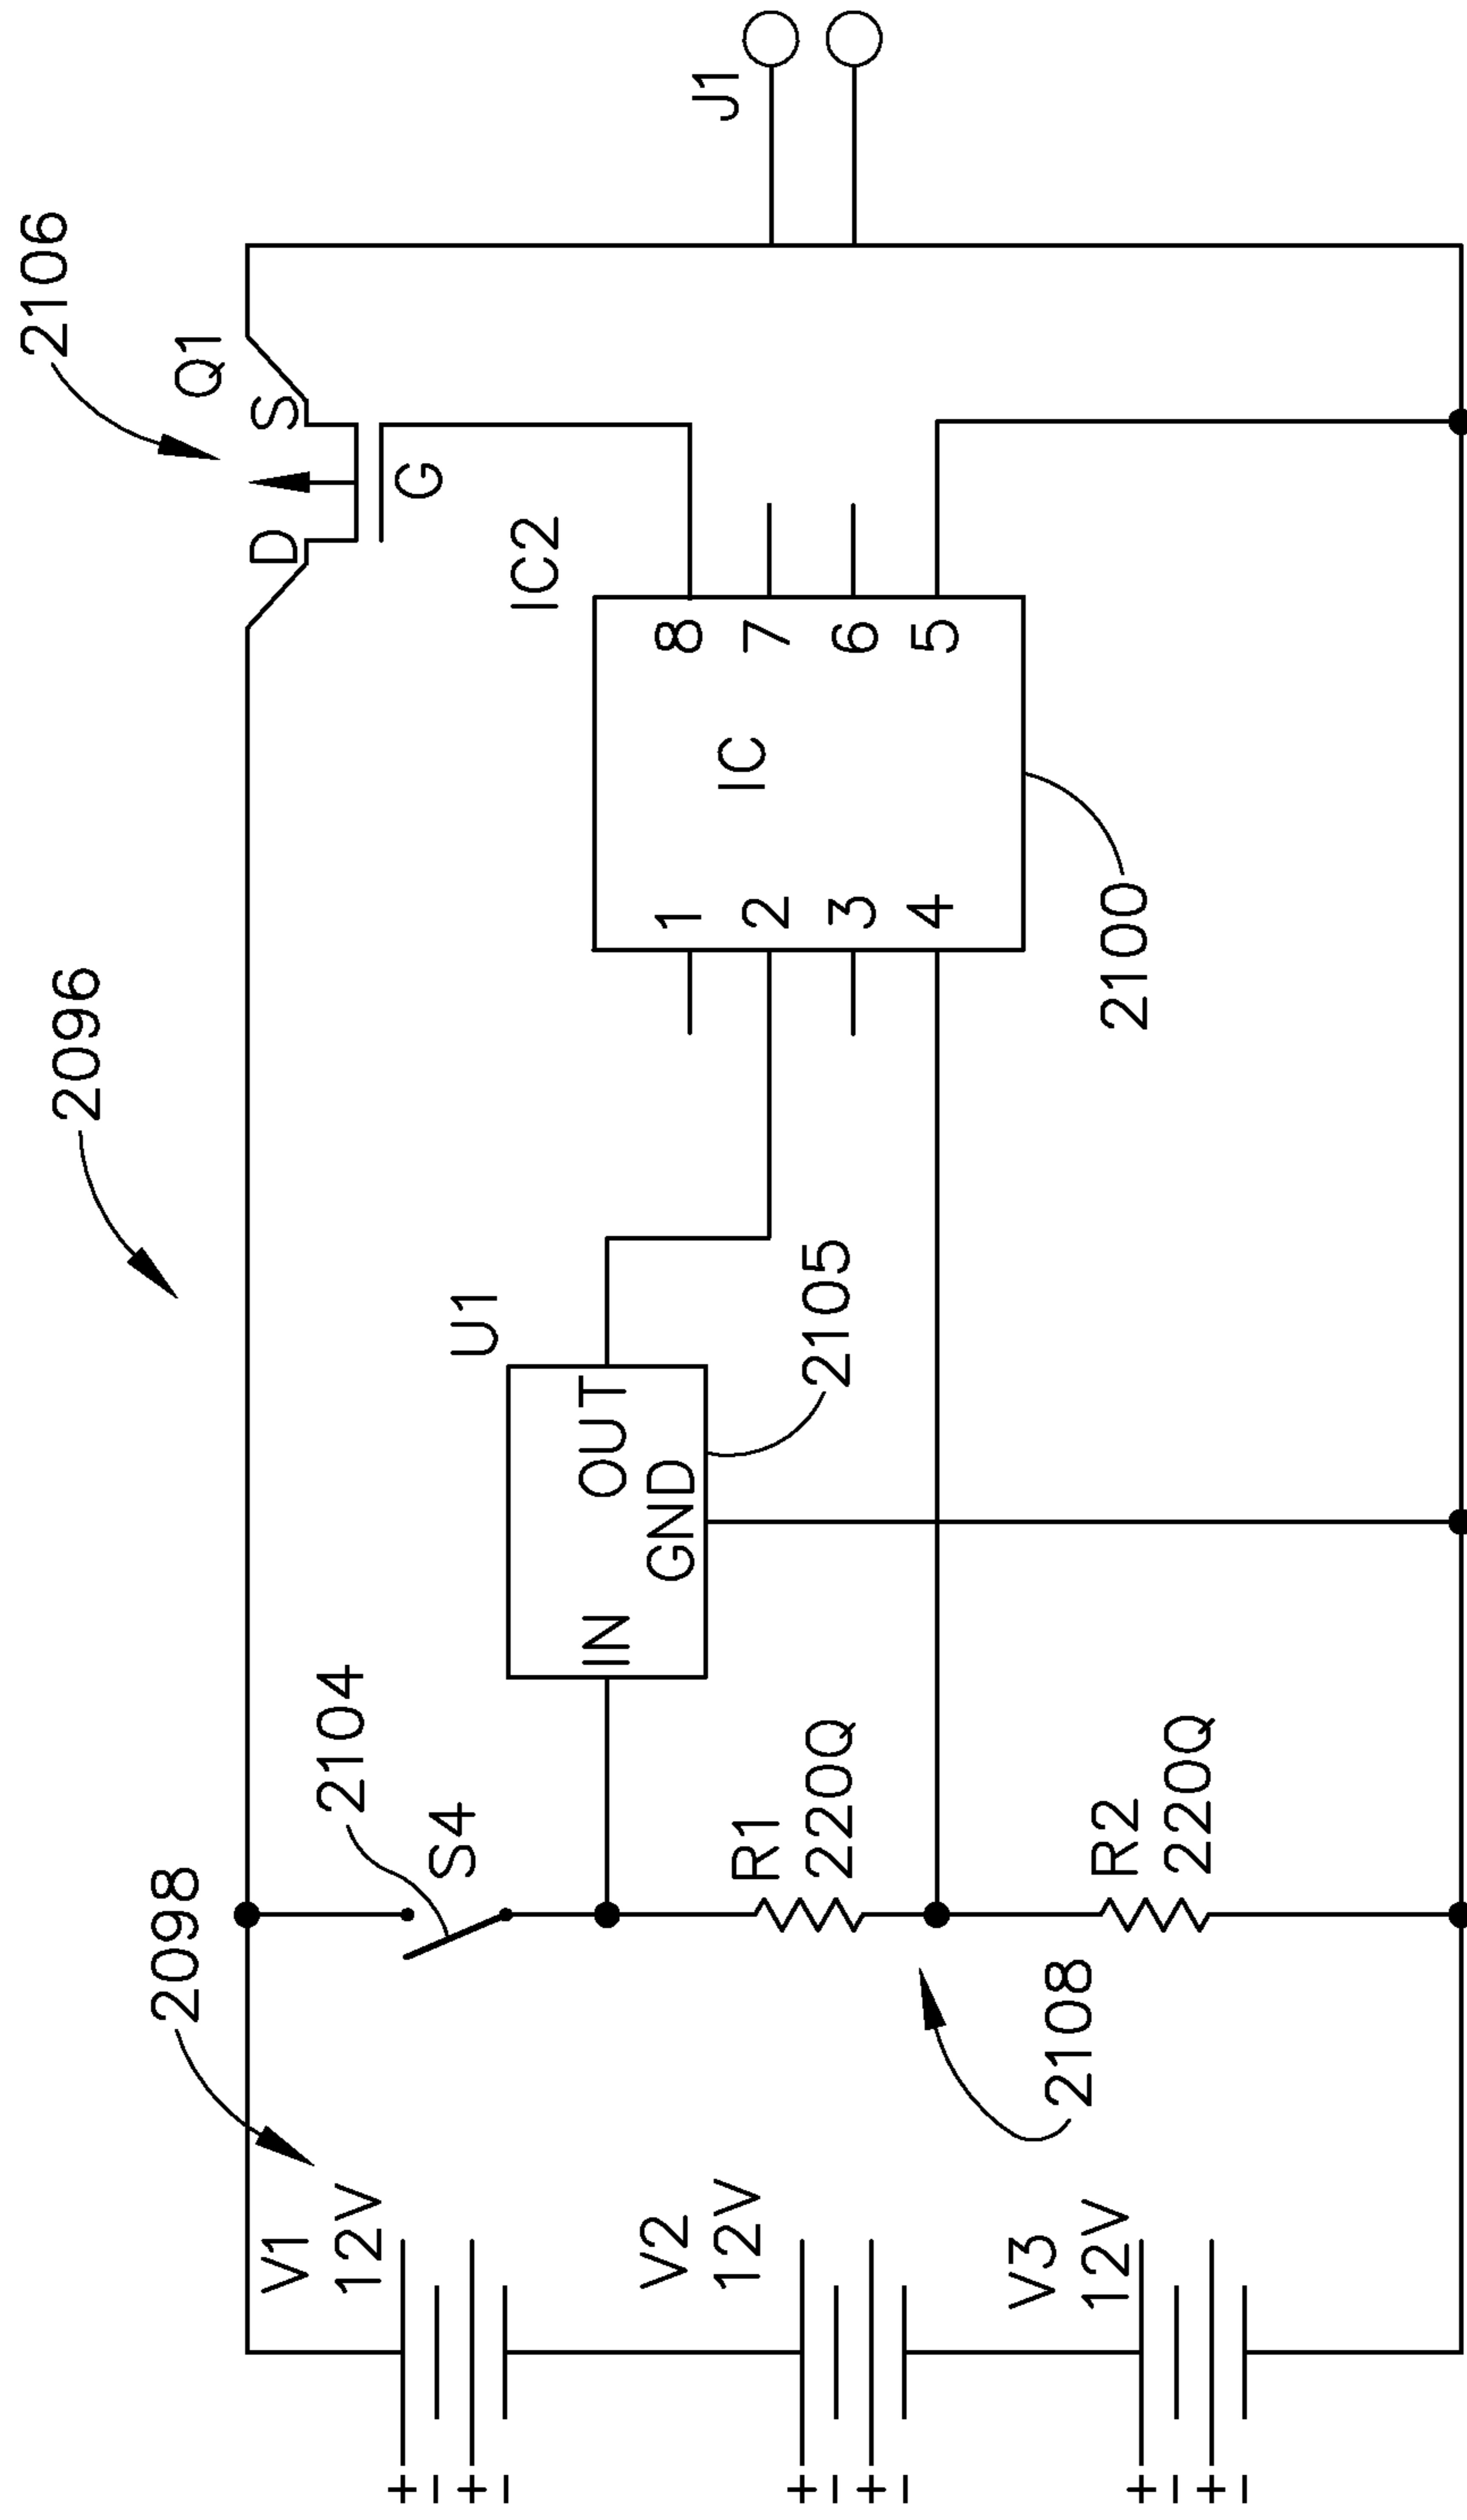 2106
Q1
D
S
G
2096
2098
2104
S4
U1
IN
OUT
GND
2105
IC2
IC
1
2
3
4
8
7
6
5
2100
J1
V1
12V
V2
12V
V3
12V
R1
220Q
R2
220Q
2108
+
-
+
-
+
-
+
-
+
-
+
-